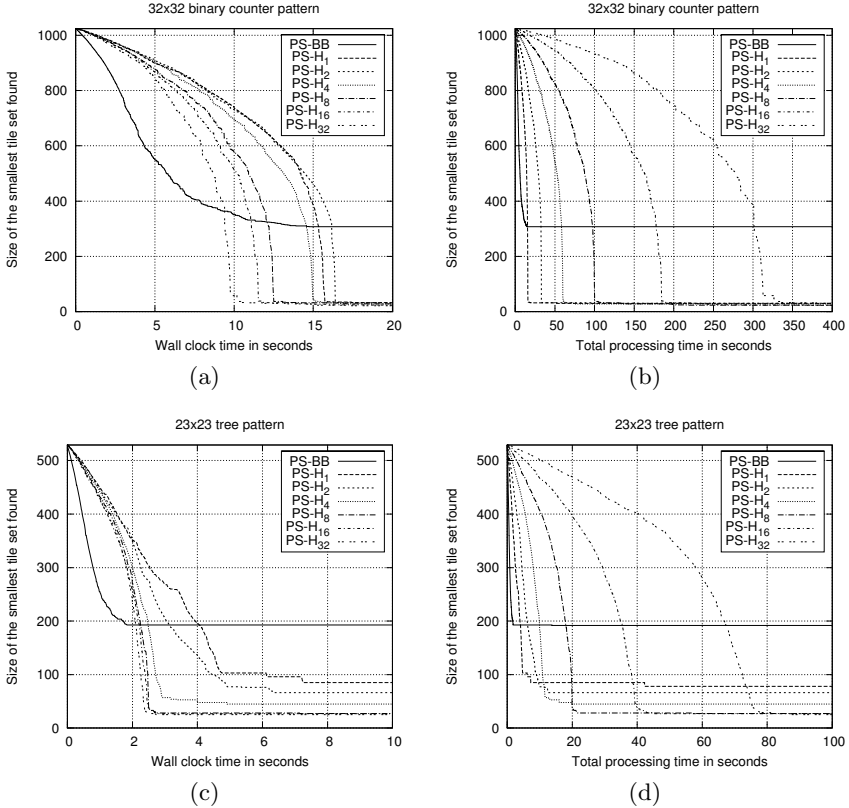 32x32 binary counter pattern
Size of the smallest tile set found
1000
800
600
400
200
0
PS-BB
PS-H1
PS-H2
PS-H4
PS-H8
PS-H16
PS-H32
0 5 10 15 20
Wall clock time in seconds
(a)
32x32 binary counter pattern
Size of the smallest tile set found
1000
800
600
400
200
0
PS-BB
PS-H1
PS-H2
PS-H4
PS-H8
PS-H16
PS-H32
0 50 100 150 200 250 300 350 400
Total processing time in seconds
(b)
23x23 tree pattern
Size of the smallest tile set found
500
400
300
200
100
0
PS-BB
PS-H1
PS-H2
PS-H4
PS-H8
PS-H16
PS-H32
0 2 4 6 8 10
Wall clock time in seconds
(c)
23x23 tree pattern
Size of the smallest tile set found
500
400
300
200
100
0
PS-BB
PS-H1
PS-H2
PS-H4
PS-H8
PS-H16
PS-H32
0 20 40 60 80 100
Total processing time in seconds
(d)